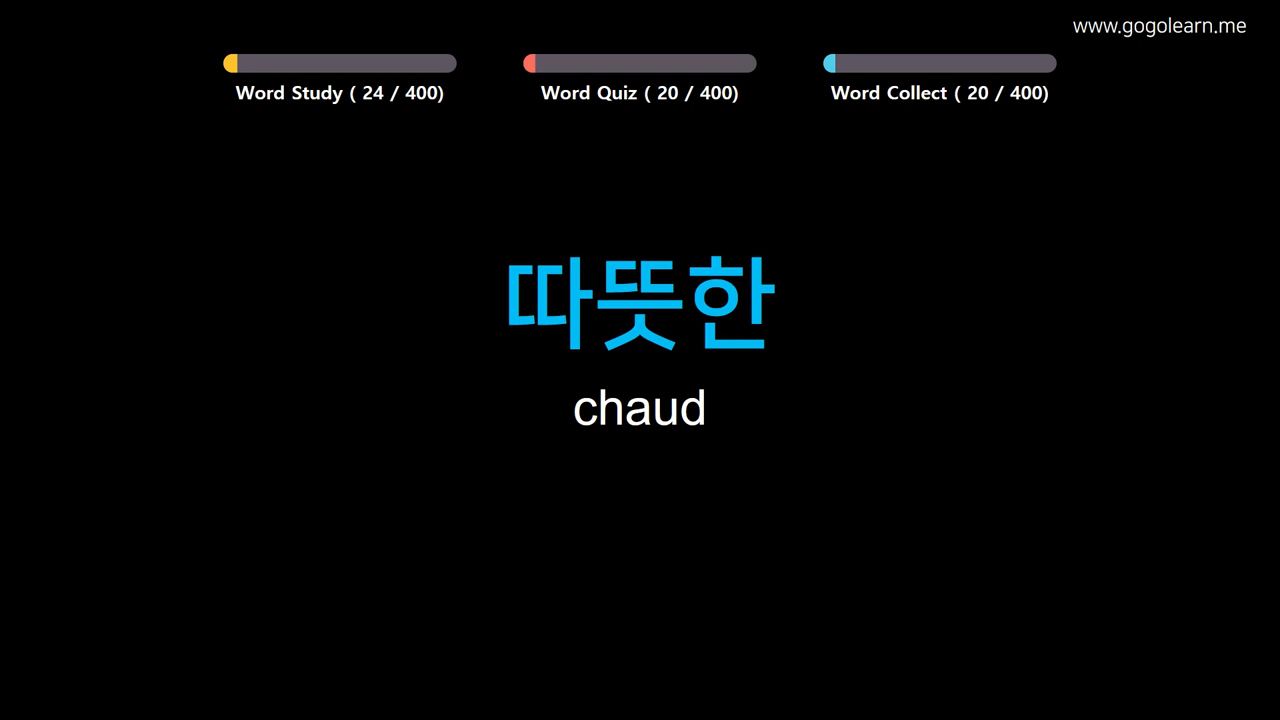 www.gogolearn.me
Word Study ( 24 / 400)
Word Quiz ( 20 / 400)
Word Collect ( 20 / 400)
따뜻한
chaud